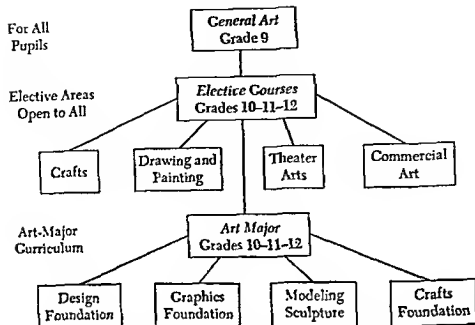 For All
Pupils
General Art
Grade 9
Elective Areas
Open to All
Electice Courses
Grades 10-11-12
Crafts
Drawing and
Painting
Theater
Arts
Commercial
Art
Art-Major
Curriculum
Art Major
Grades 10-11-12
Design
Foundation
Graphics
Foundation
Modeling
Sculpture
Crafts
Foundation